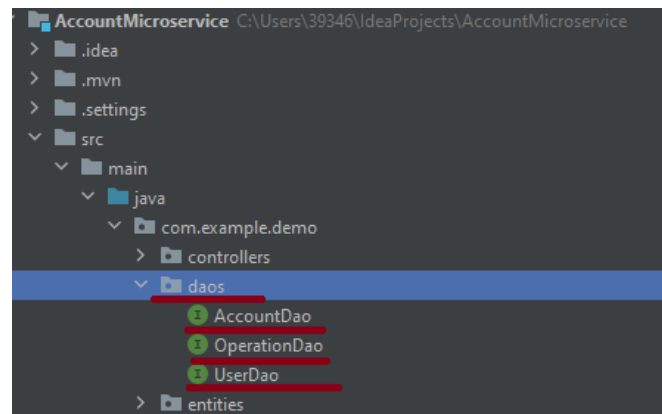 AccountMicroservice C:\Users\39346\IdeaProjects\AccountMicroservice
.idea
.mvn
.settings
src
main
java
com.example.demo
controllers
daos
I AccountDao
I OperationDao
I UserDao
entities